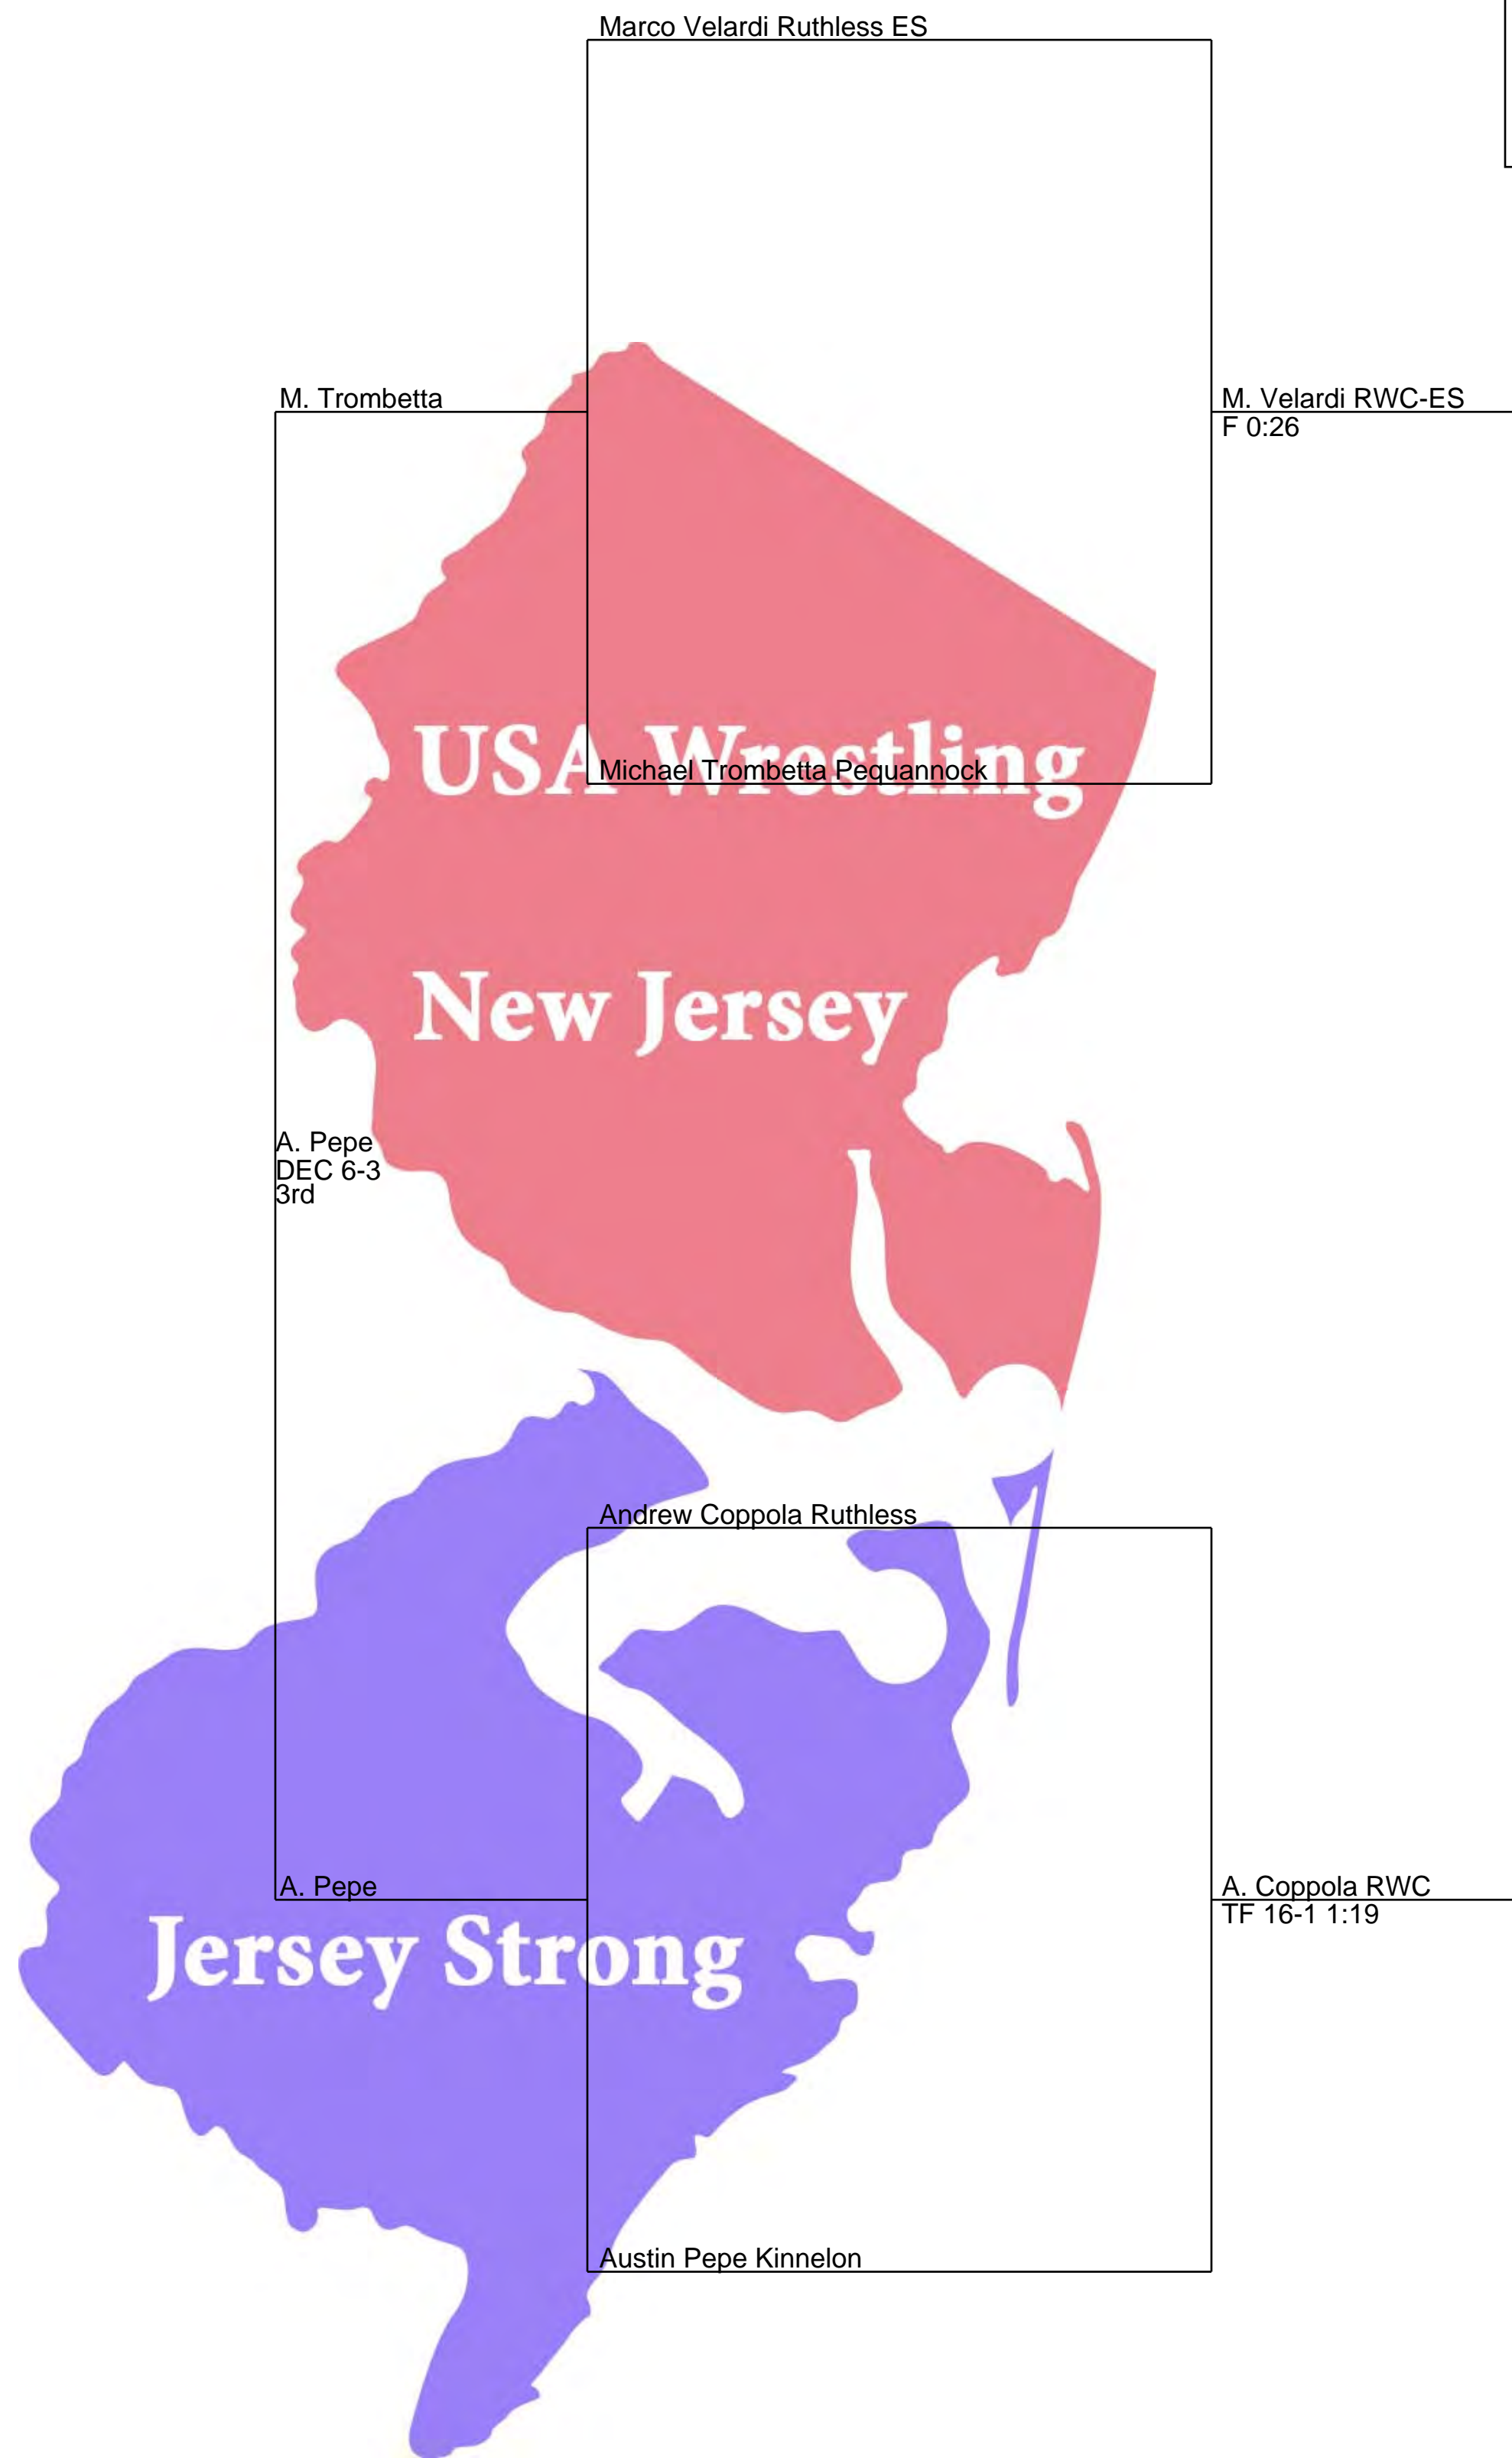 Marco Velardi Ruthless ES
M. Trombetta
M. Velardi RWC-ES
F 0:26
USA Wrestling
Michael Trombetta Pequannock
New Jersey
A. Pepe
DEC 6-3
3rd
Andrew Coppola Ruthless
A. Pepe
A. Coppola RWC
TF 16-1 1:19
Jersey Strong
Austin Pepe Kinnelon